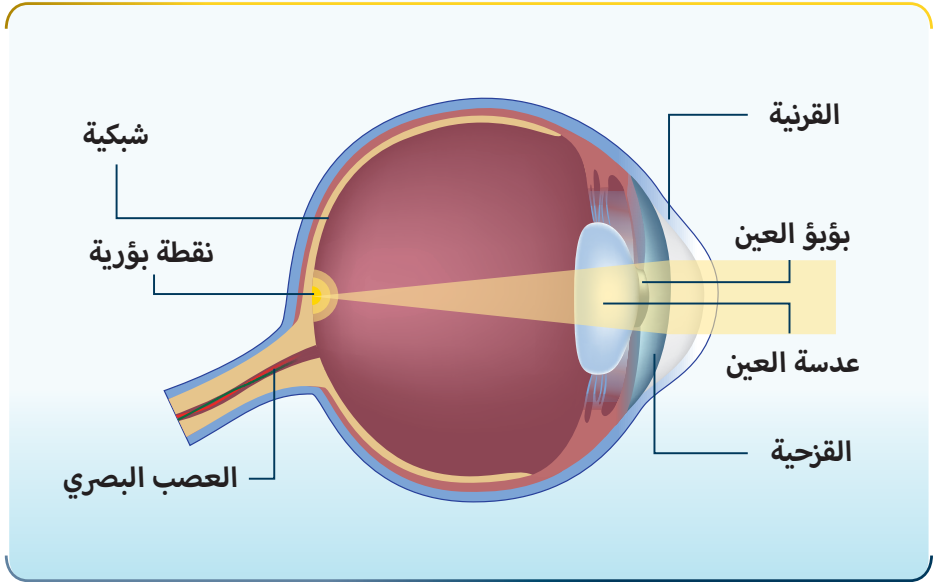 القرنية
شبكية
بؤبؤ العين
نقطة بؤرية
عدسة العين
القزحية
العصب البصري